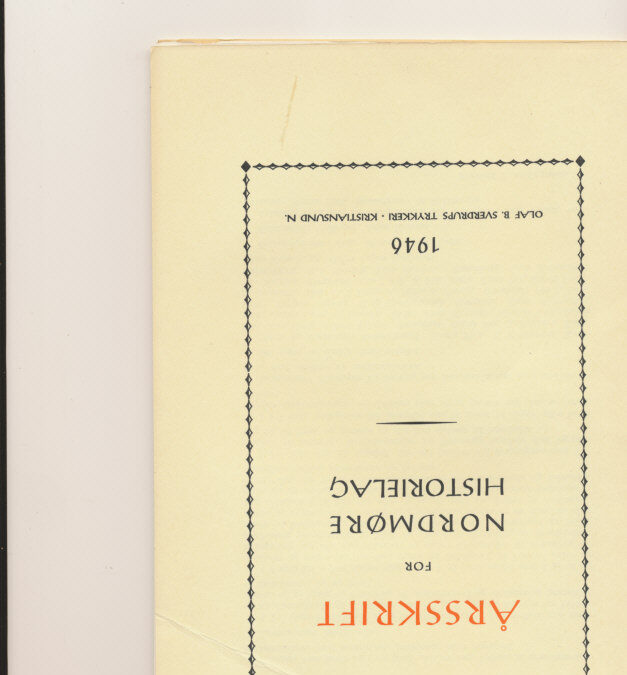 ÅRSSKRIFT
FOR
NORDMØRE
HISTORIELAG
1946
OLAF B. SVERDRUPS TRYKKERI - KRISTIANSUND N.